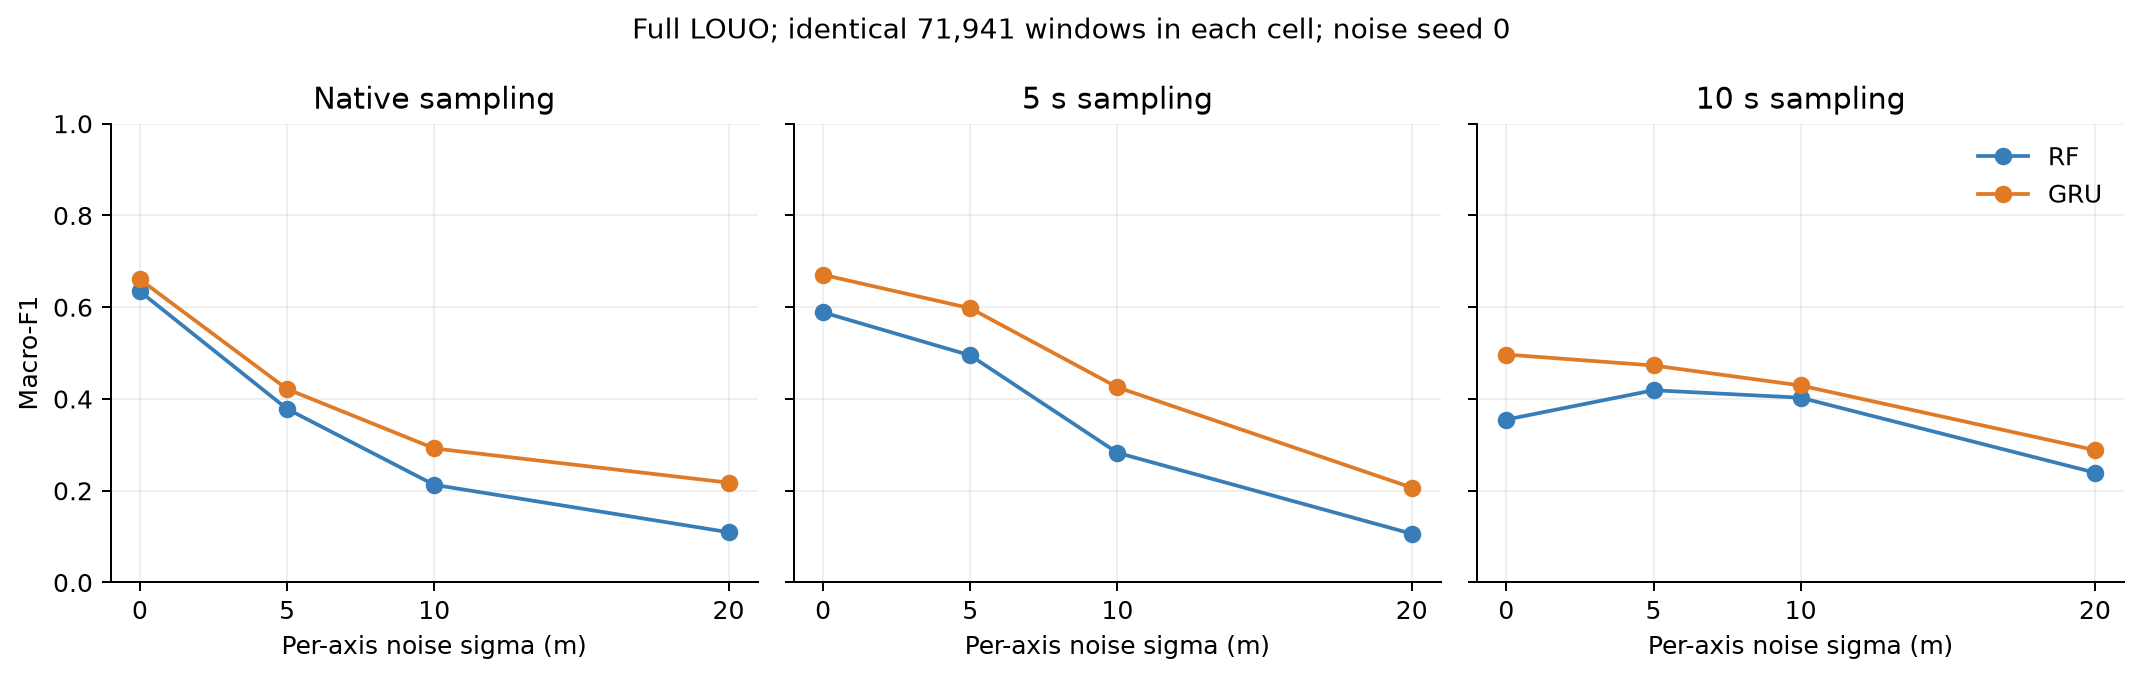 Full LOUO; identical 71,941 windows in each cell; noise seed 0
Native sampling
5 s sampling
10 s sampling
Macro-F1
1.0
0.8
0.6
0.4
0.2
0.0
0 5 10 20
0 5 10 20
0 5 10 20
Per-axis noise sigma (m)
Per-axis noise sigma (m)
Per-axis noise sigma (m)
RF
GRU